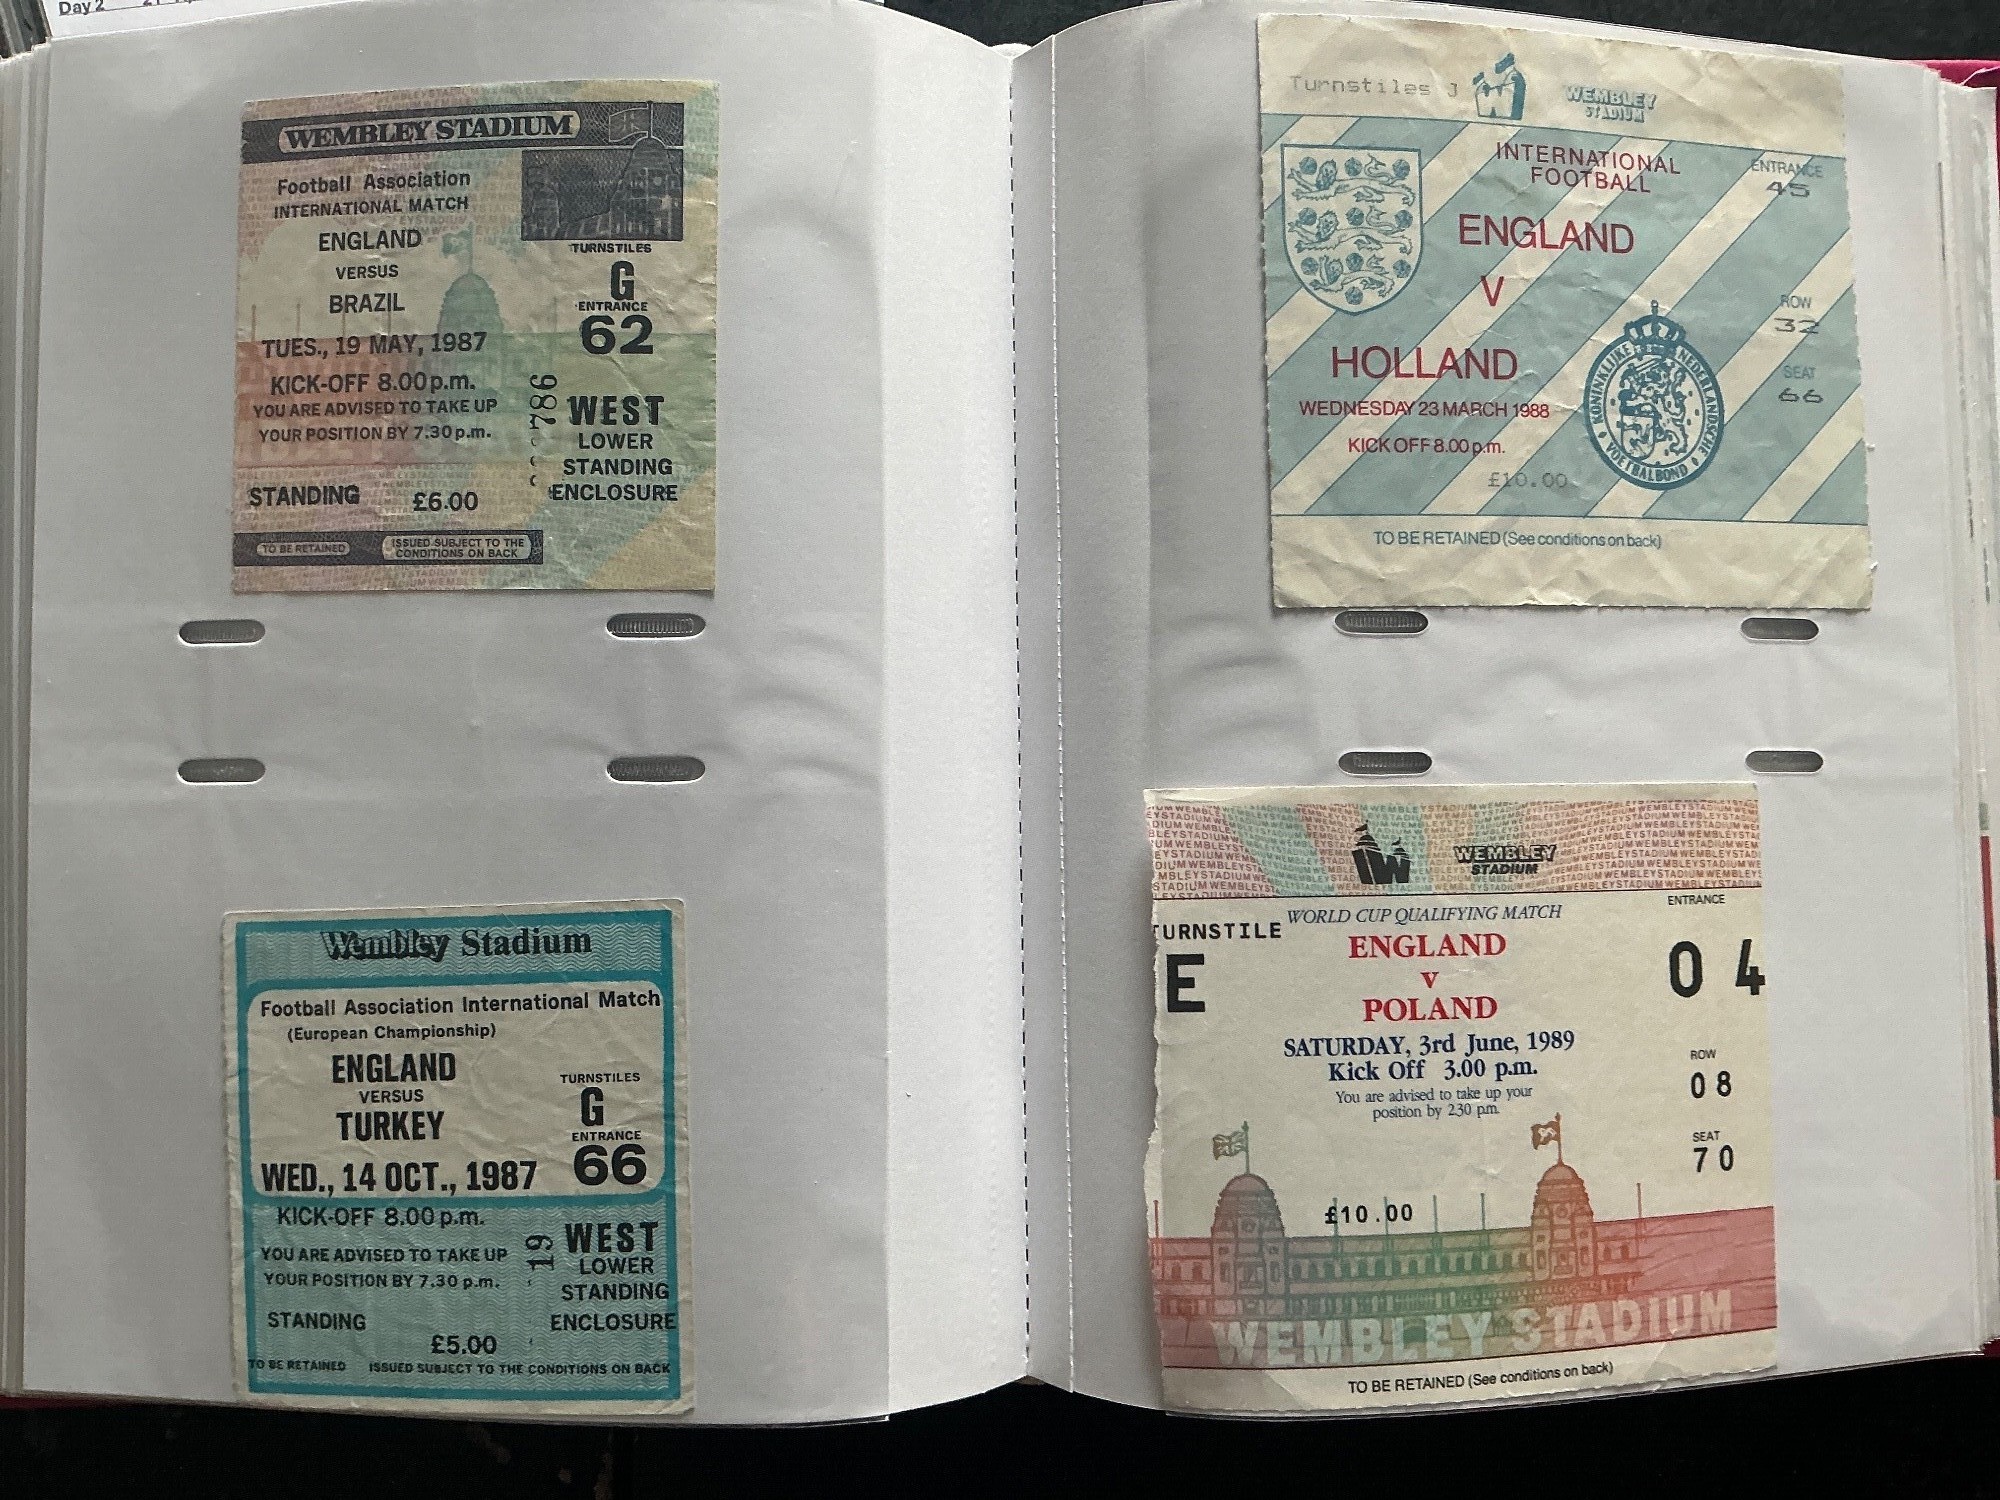 Day 2
WEMBLEY STADIUM
Football Association
INTERNATIONAL MATCH
ENGLAND
VERSUS
BRAZIL
TUES., 19 MAY, 1987
KICK-OFF 8.00 p.m.
YOU ARE ADVISED TO TAKE UP
YOUR POSITION BY 7.30 p.m.
STANDING £6.00
TO BE RETAINED
ISSUED SUBJECT TO THE
CONDITIONS ON BACK
TURNSTILES
G
ENTRANCE
62
786
WEST
LOWER
STANDING
ENCLOSURE
Wembley Stadium
Football Association International Match
(European Championship)
ENGLAND
VERSUS
TURKEY
WED., 14 OCT., 1987
TURNSTILES
G
ENTRANCE
66
KICK-OFF 8.00 p.m.
YOU ARE ADVISED TO TAKE UP
YOUR POSITION BY 7.30 p.m.
STANDING
£5.00
19
WEST
LOWER
STANDING
ENCLOSURE
TO BE RETAINED ISSUED SUBJECT TO THE CONDITIONS ON BACK
Turnstiles J
WEMBLEY
STADIUM
INTERNATIONAL
FOOTBALL
ENGLAND
V
HOLLAND
WEDNESDAY 23 MARCH 1988
KICK OFF 8.00 p.m.
£10.00
ENTRANCE
45
ROW
32
SEAT
66
KONINKLIJKE NEDERLANDSCHE
VOETBALBOND
TO BE RETAINED (See conditions on back)
WEMBLEY
STADIUM
TURNSTILE
E
WORLD CUP QUALIFYING MATCH
ENGLAND
v
POLAND
SATURDAY, 3rd June, 1989
Kick Off 3.00 p.m.
You are advised to take up your
position by 2.30 p.m.
£10.00
ENTRANCE
04
ROW
08
SEAT
70
WEMBLEY STADIUM
TO BE RETAINED (See conditions on back)